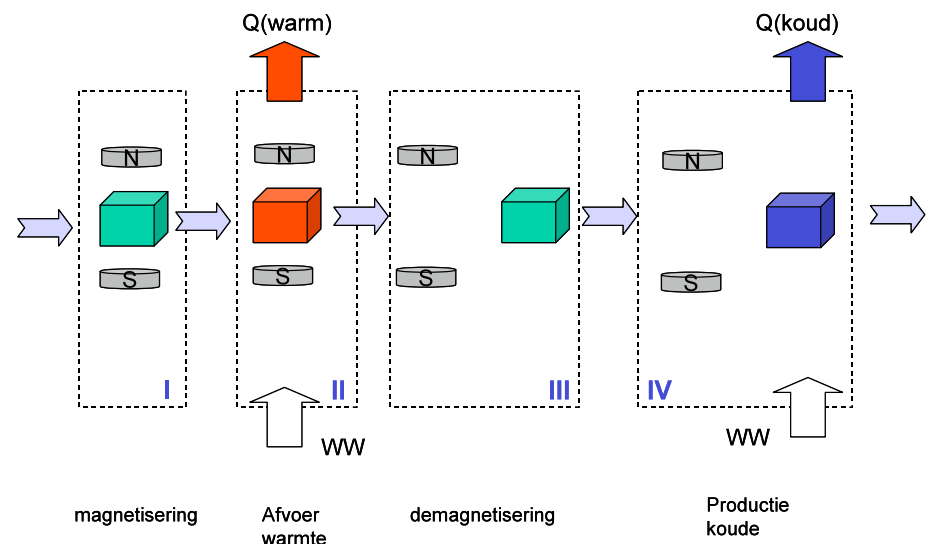 Q(warm)
Q(koud)
N
N
N
N
S
S
S
S
I
II
III
IV
WW
WW
magnetisering
Afvoer
warmte
demagnetisering
Productie
koude